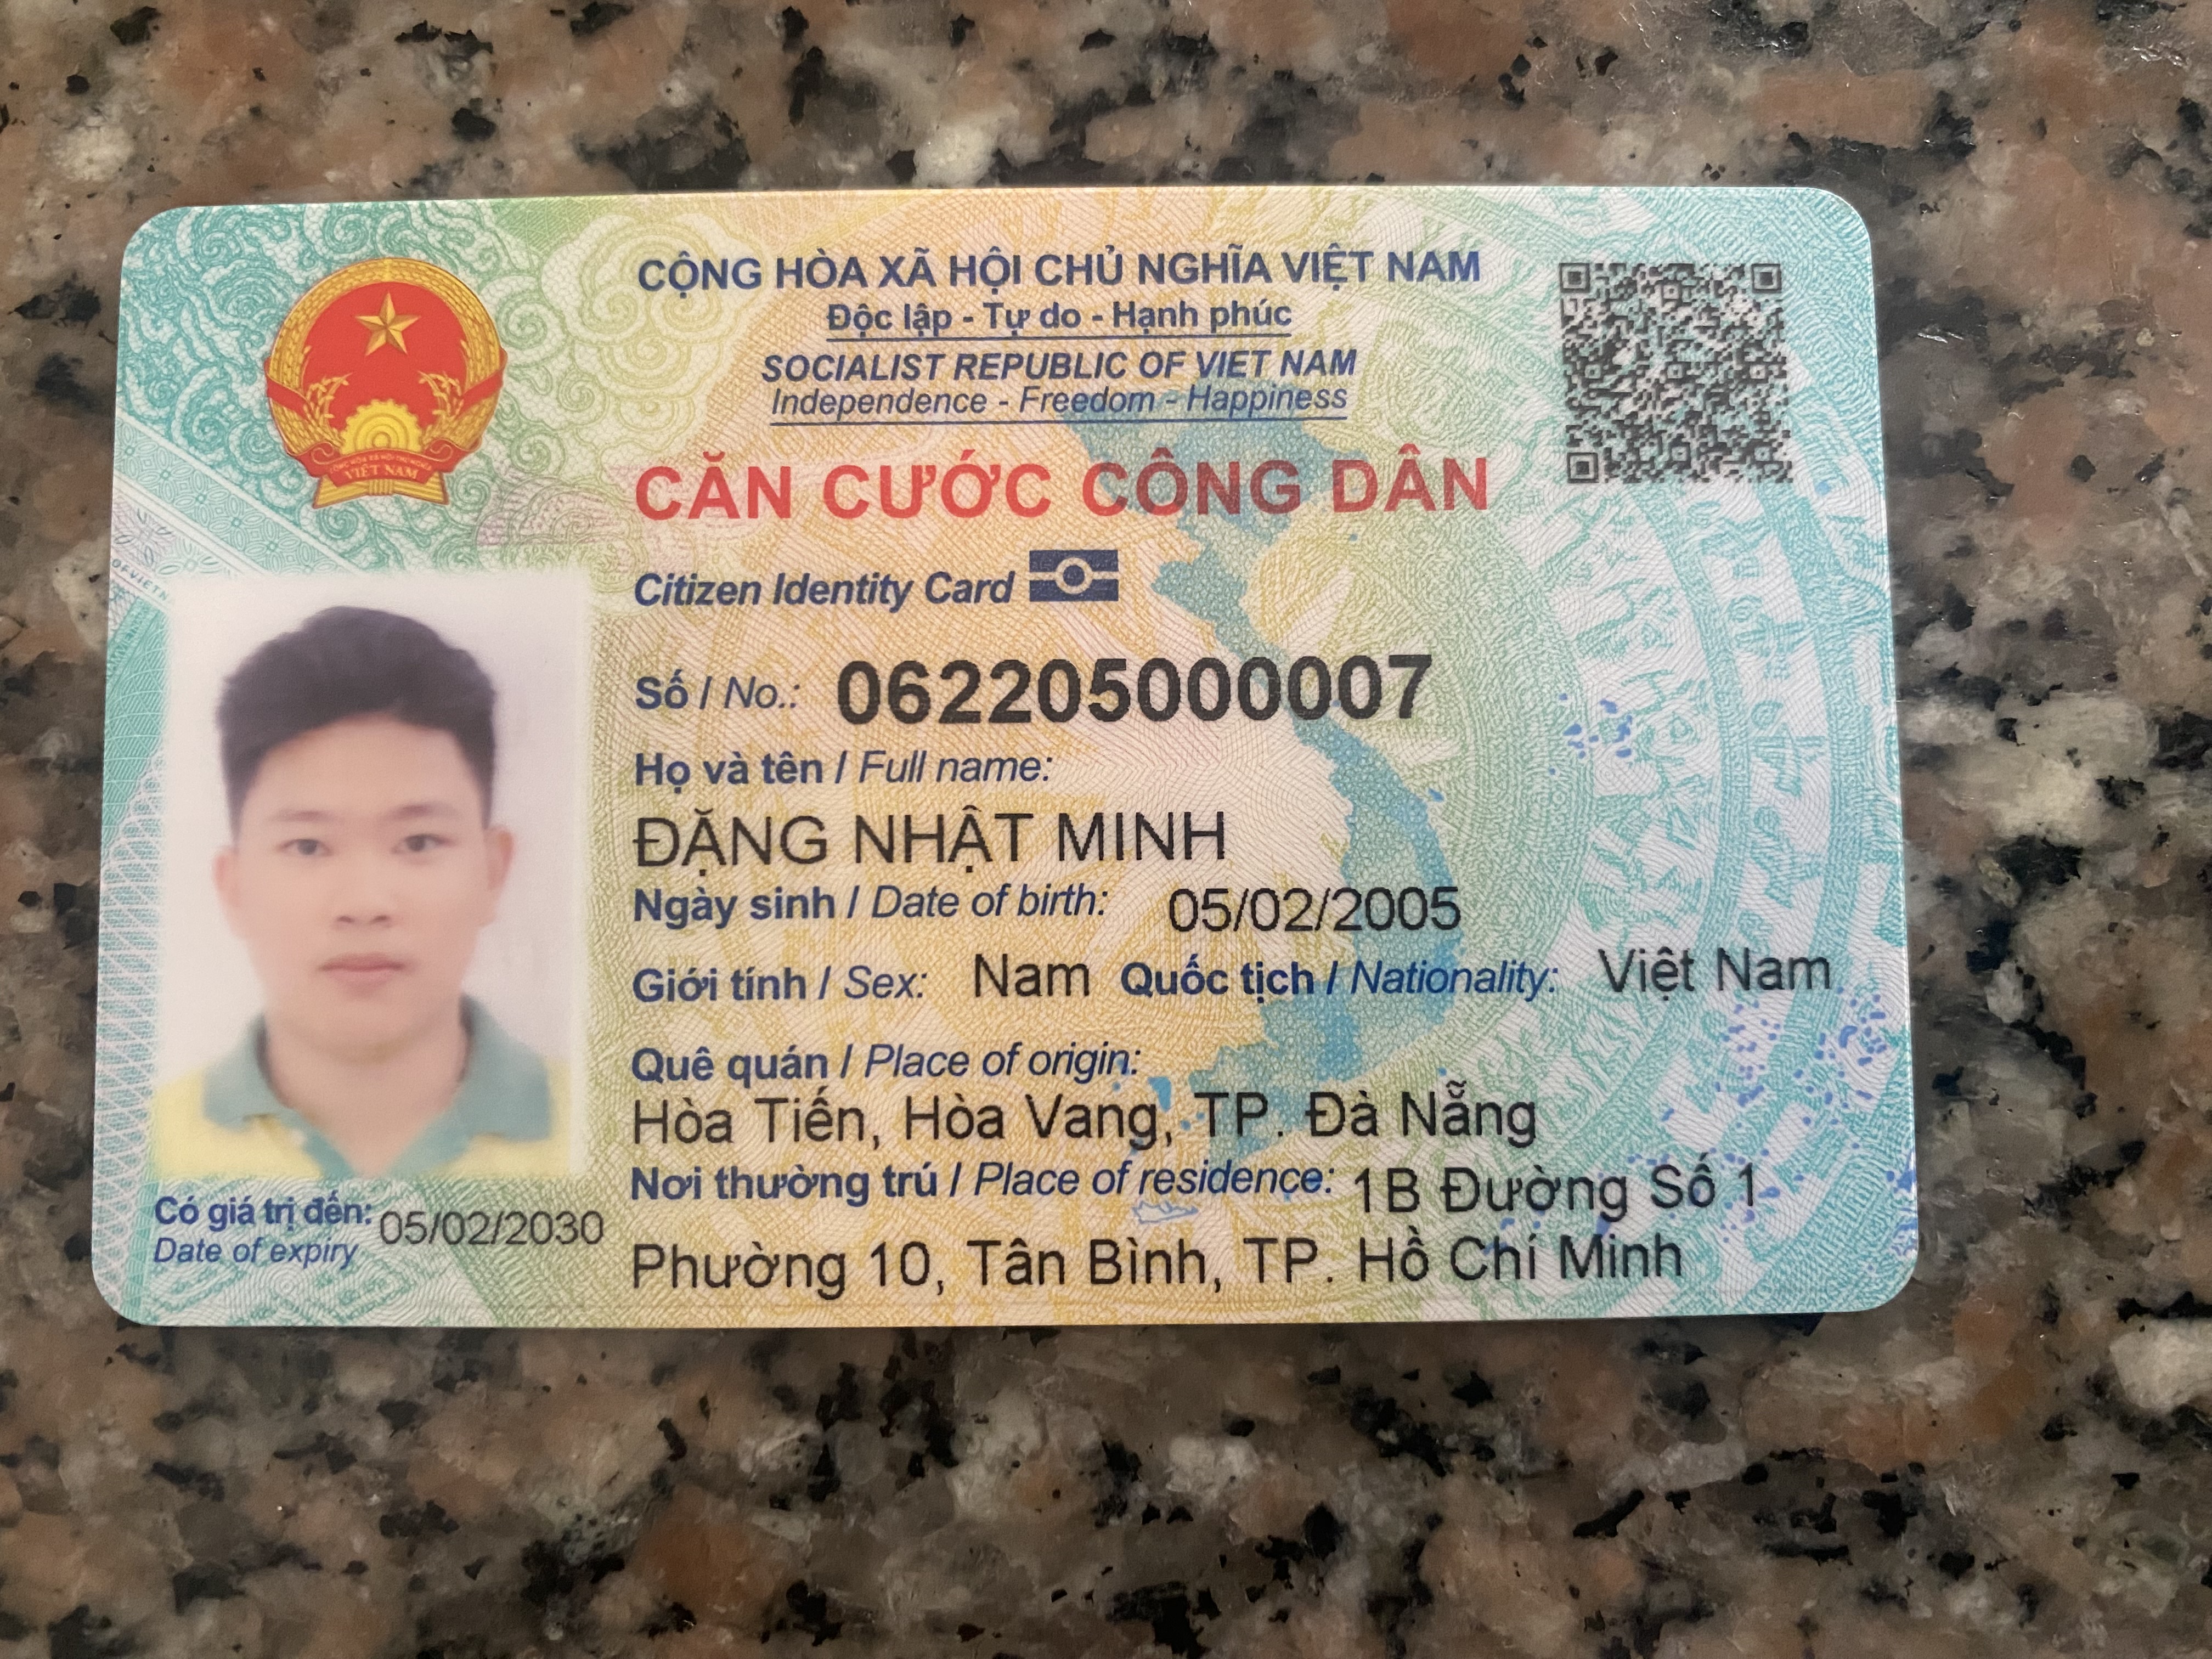 CỘNG HÒA XÃ HỘI CHỦ NGHĨA VIỆT NAM
Độc lập - Tự do - Hạnh phúc
SOCIALIST REPUBLIC OF VIET NAM
Independence - Freedom - Happiness
CĂN CƯỚC CÔNG DÂN
Citizen Identity Card
Số / No.: 062205000007
Họ và tên / Full name:
ĐẶNG NHẬT MINH
Ngày sinh / Date of birth: 05/02/2005
Giới tính / Sex: Nam Quốc tịch / Nationality: Việt Nam
Quê quán / Place of origin:
Hòa Tiến, Hòa Vang, TP. Đà Nẵng
Nơi thường trú / Place of residence: 1B Đường Số 1
Phường 10, Tân Bình, TP. Hồ Chí Minh
Có giá trị đến: 05/02/2030
Date of expiry
VIỆT NAM